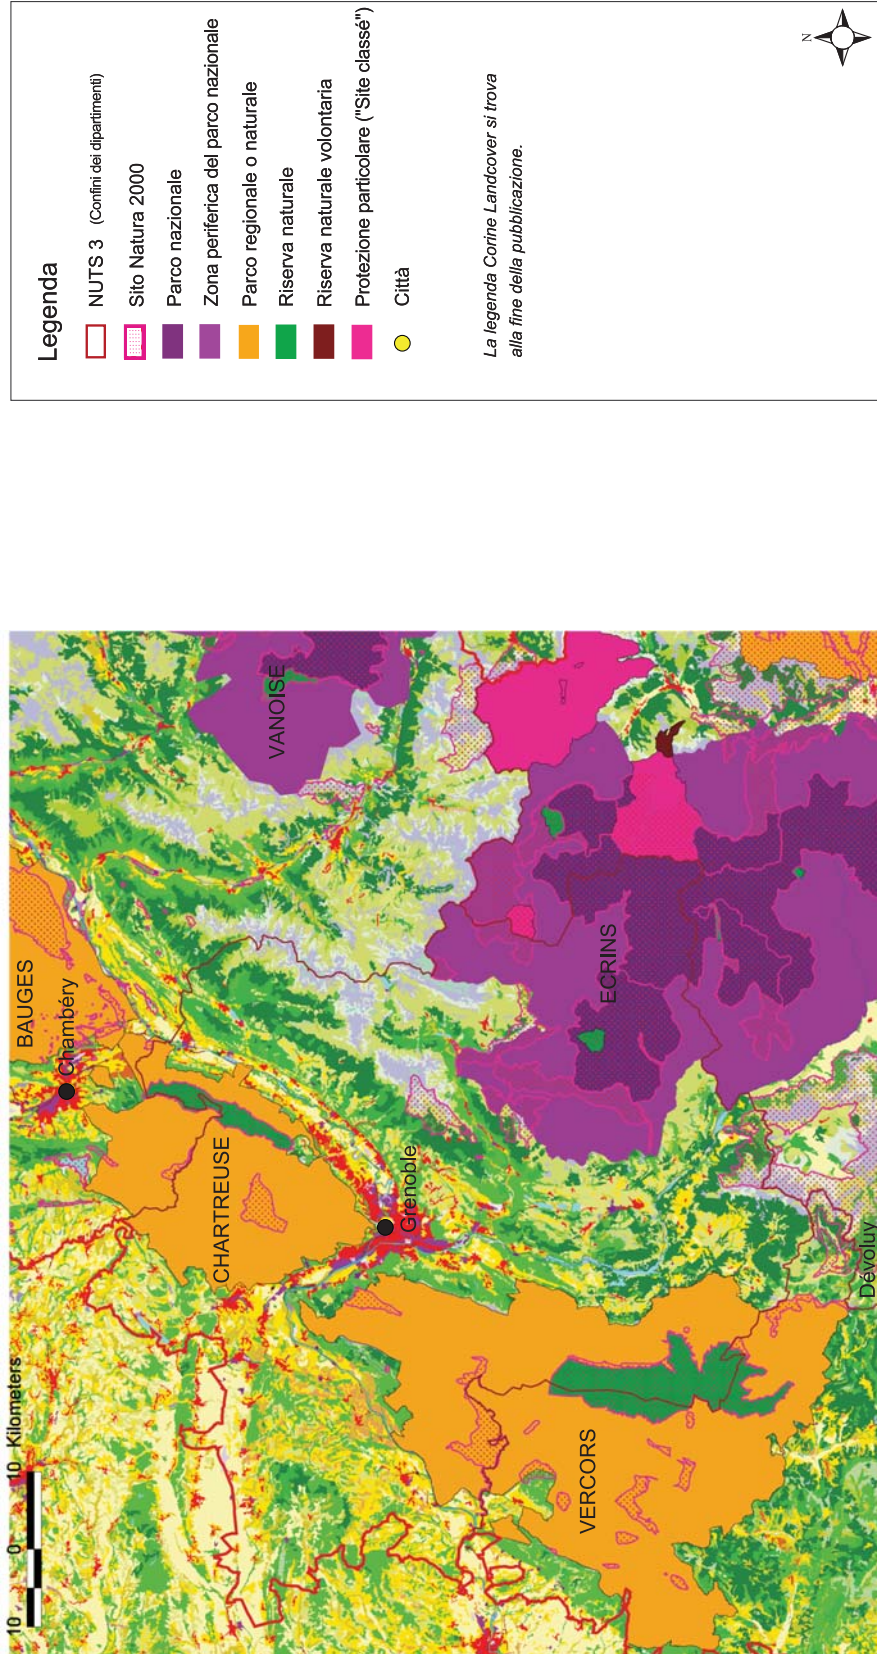 10 0 10 Kilometers
BAUGES
Chambéry
VANOISE
CHARTREUSE
Grenoble
ECRINS
VERCORS
Dévoluy
Legenda
NUTS 3 (Confini dei dipartimenti)
Sito Natura 2000
Parco nazionale
Zona periferica del parco nazionale
Parco regionale o naturale
Riserva naturale
Riserva naturale volontaria
Protezione particolare ("Site classé")
Città
La legenda Corine Landcover si trova
alla fine della pubblicazione.
N